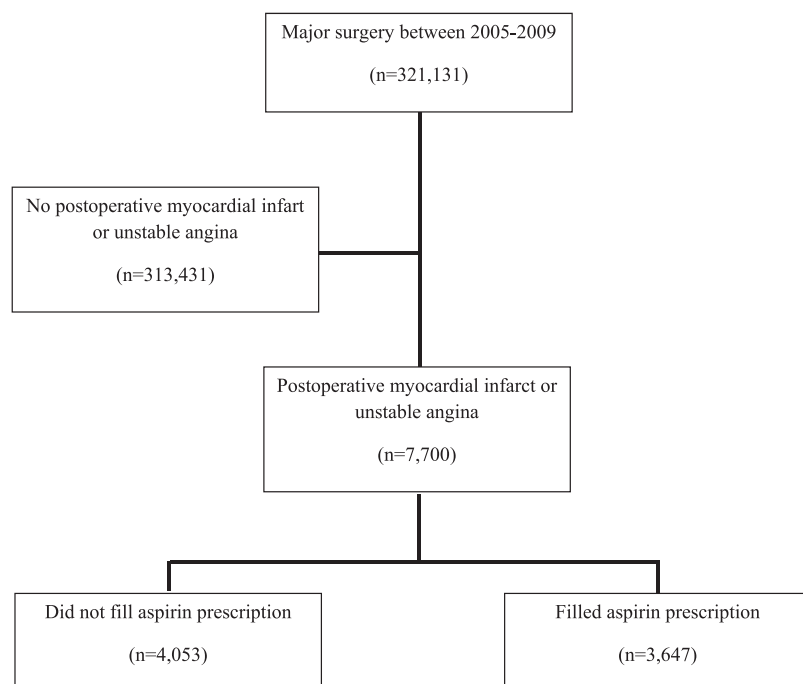 Major surgery between 2005-2009
(n=321,131)
No postoperative myocardial infart
or unstable angina
(n=313,431)
Postoperative myocardial infarct or
unstable angina
(n=7,700)
Did not fill aspirin prescription
(n=4,053)
Filled aspirin prescription
(n=3,647)